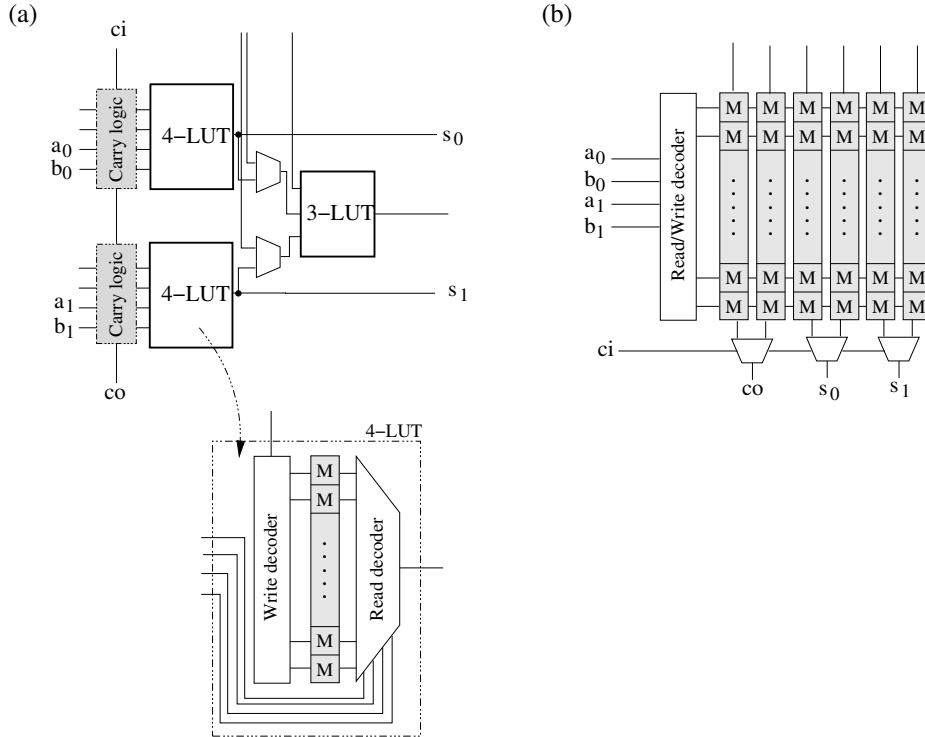 (a)
ci
Carry logic
a0
b0
4-LUT
s0
3-LUT
Carry logic
a1
b1
4-LUT
s1
co
4-LUT
Write decoder
M
M
M
M
Read decoder
(b)
a0
b0
a1
b1
Read/Write decoder
M M M M M M
M M M M M M
M M M M M M
M M M M M M
ci
co s0 s1